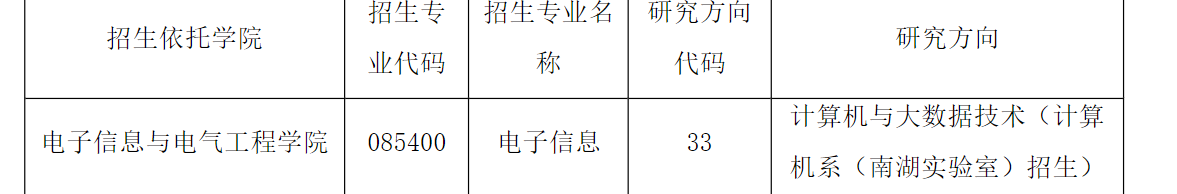 招生依托学院
招生专
业代码
招生专业名
称
研究方向
代码
研究方向
电子信息与电气工程学院
085400
电子信息
33
计算机与大数据技术（计算
机系（南湖实验室）招生）